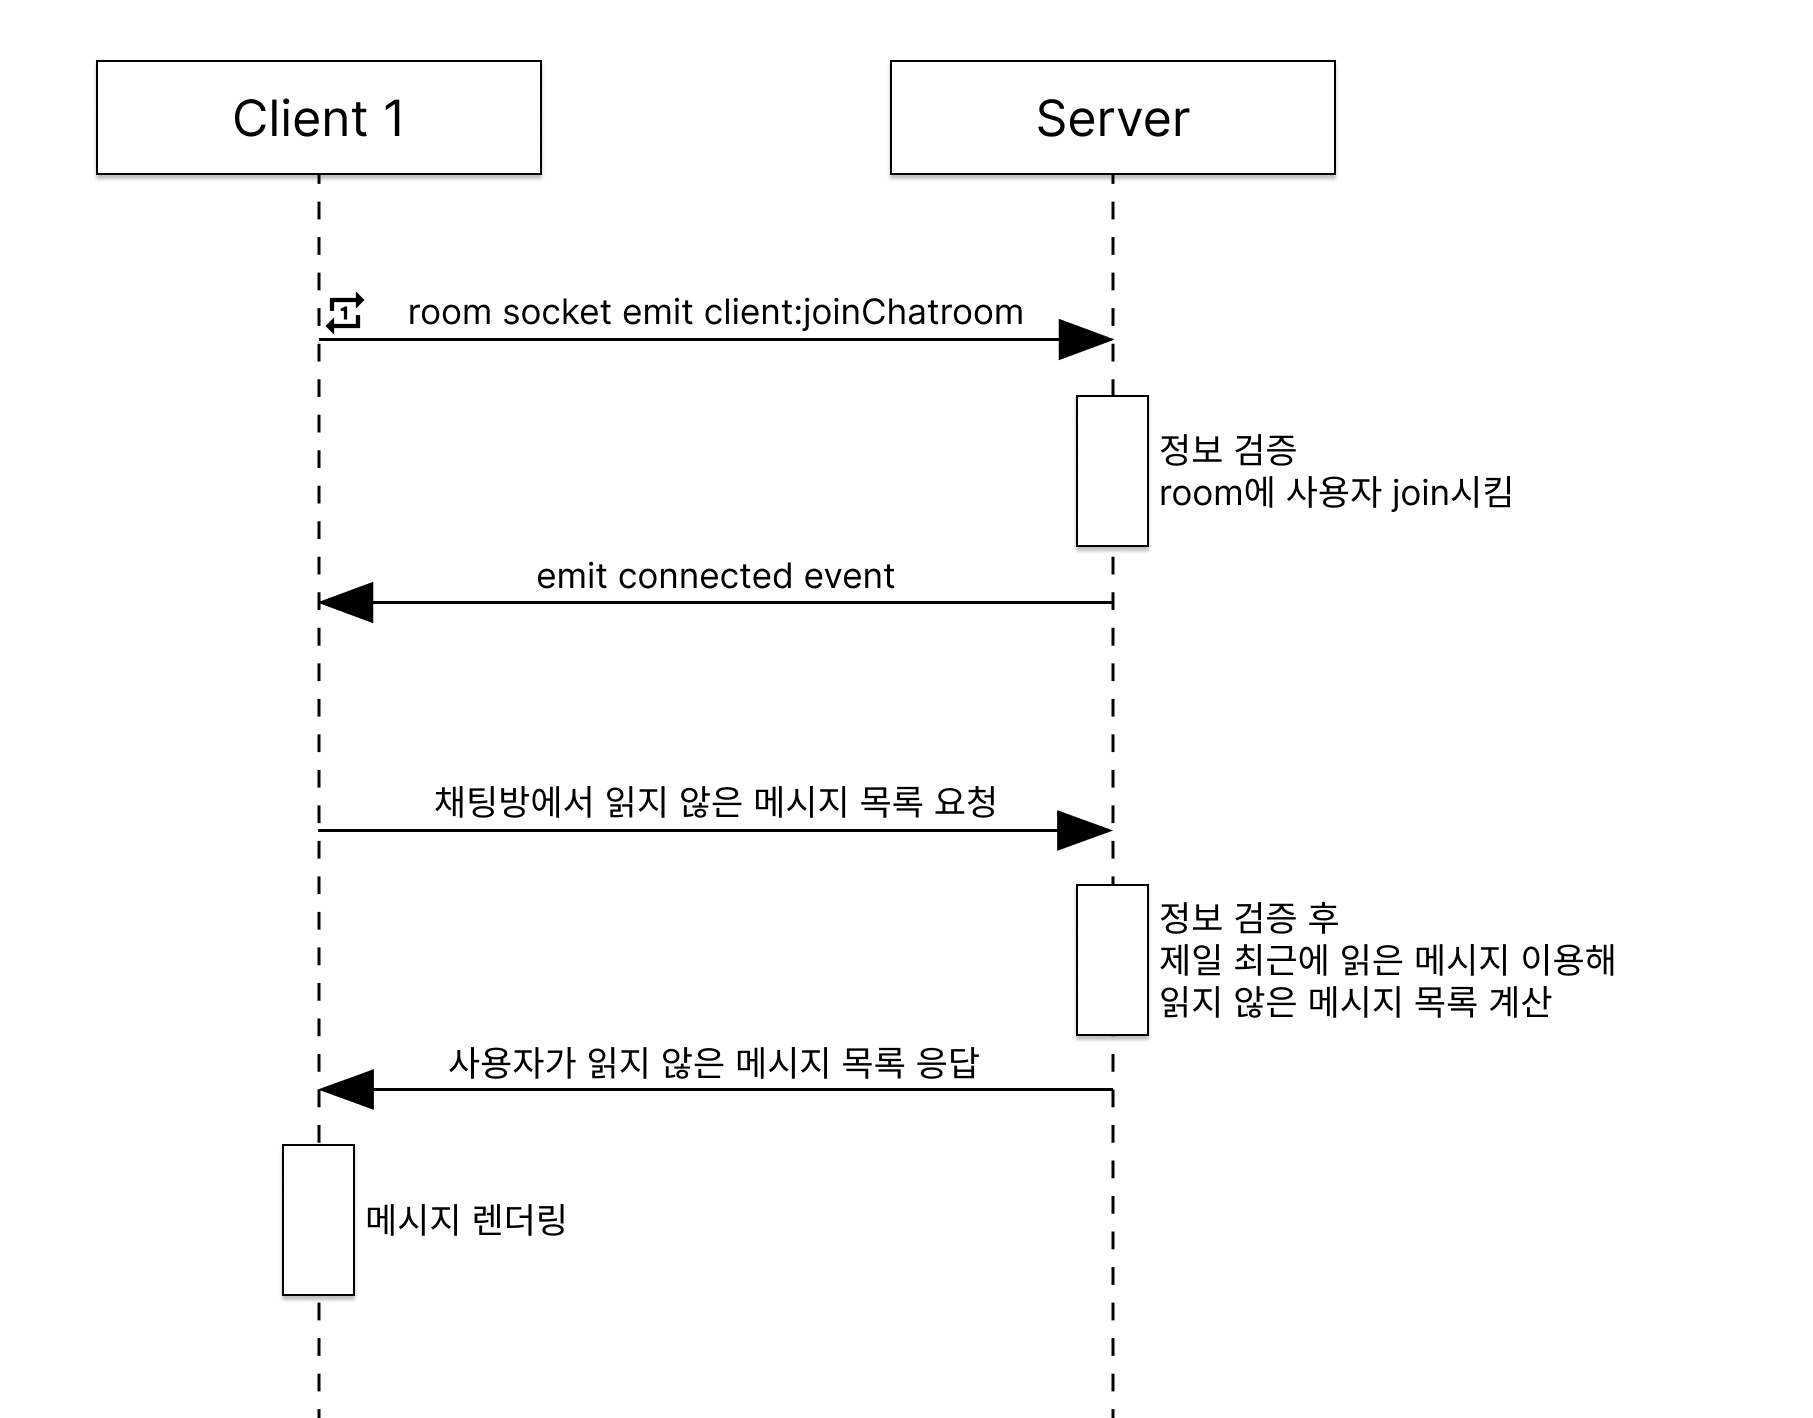 Client 1
Server
1
room socket emit client:joinChatroom
정보 검증
room에 사용자 join시킴
emit connected event
채팅방에서 읽지 않은 메시지 목록 요청
정보 검증 후
제일 최근에 읽은 메시지 이용해
읽지 않은 메시지 목록 계산
사용자가 읽지 않은 메시지 목록 응답
메시지 렌더링